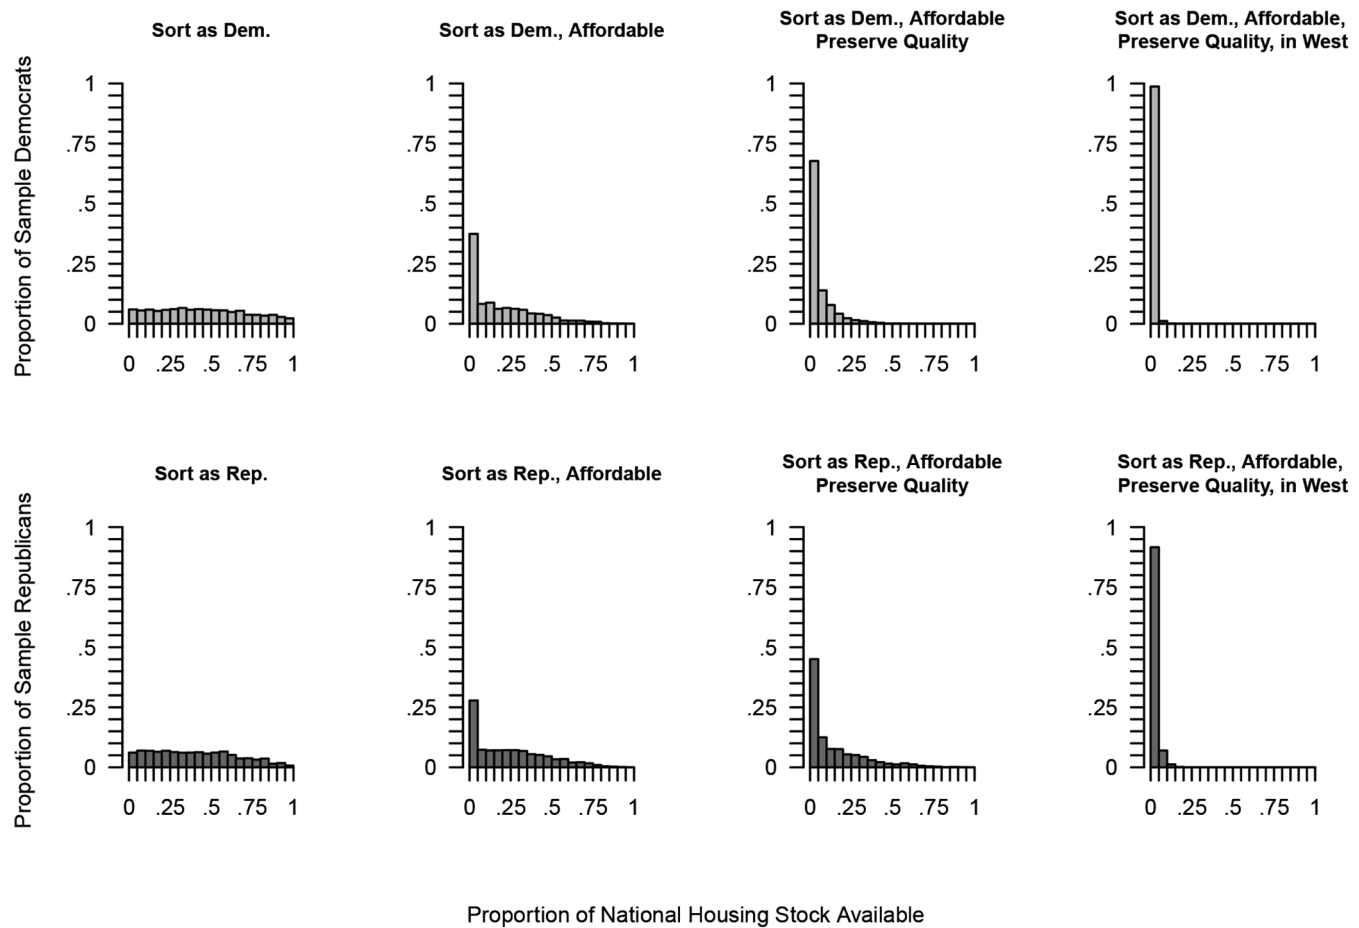 Sort as Dem.
Sort as Dem., Affordable
Sort as Dem., Affordable
Preserve Quality
Sort as Dem., Affordable,
Preserve Quality, in West
Proportion of Sample Democrats
1
.75
.5
.25
0
0 .25 .5 .75 1
1
.75
.5
.25
0
0 .25 .5 .75 1
1
.75
.5
.25
0
0 .25 .5 .75 1
1
.75
.5
.25
0
0 .25 .5 .75 1
Sort as Rep.
Sort as Rep., Affordable
Sort as Rep., Affordable
Preserve Quality
Sort as Rep., Affordable,
Preserve Quality, in West
Proportion of Sample Republicans
1
.75
.5
.25
0
0 .25 .5 .75 1
1
.75
.5
.25
0
0 .25 .5 .75 1
1
.75
.5
.25
0
0 .25 .5 .75 1
1
.75
.5
.25
0
0 .25 .5 .75 1
Proportion of National Housing Stock Available